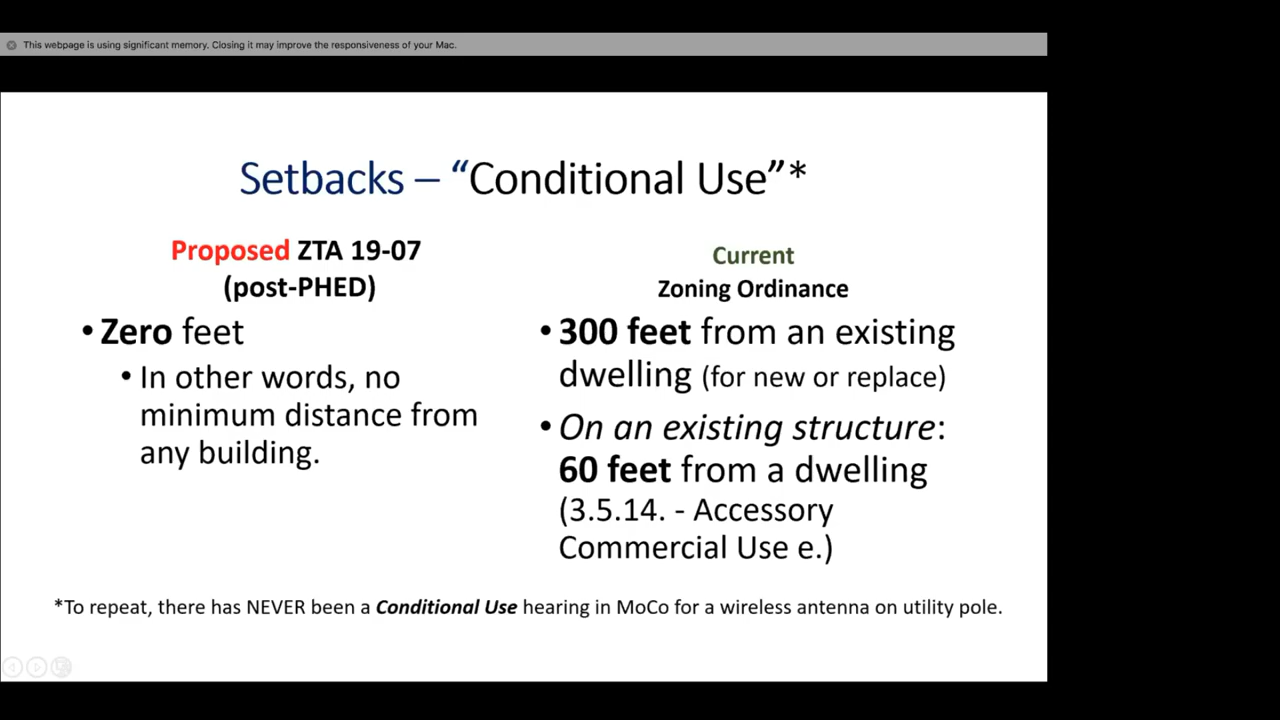 This webpage is using significant memory. Closing it may improve the responsiveness of your Mac.
Setbacks – “Conditional Use”*
Proposed ZTA 19-07
(post-PHED)
• Zero feet
• In other words, no
minimum distance from
any building.
Current
Zoning Ordinance
• 300 feet from an existing
dwelling (for new or replace)
• On an existing structure:
60 feet from a dwelling
(3.5.14. - Accessory
Commercial Use e.)
*To repeat, there has NEVER been a Conditional Use hearing in MoCo for a wireless antenna on utility pole.